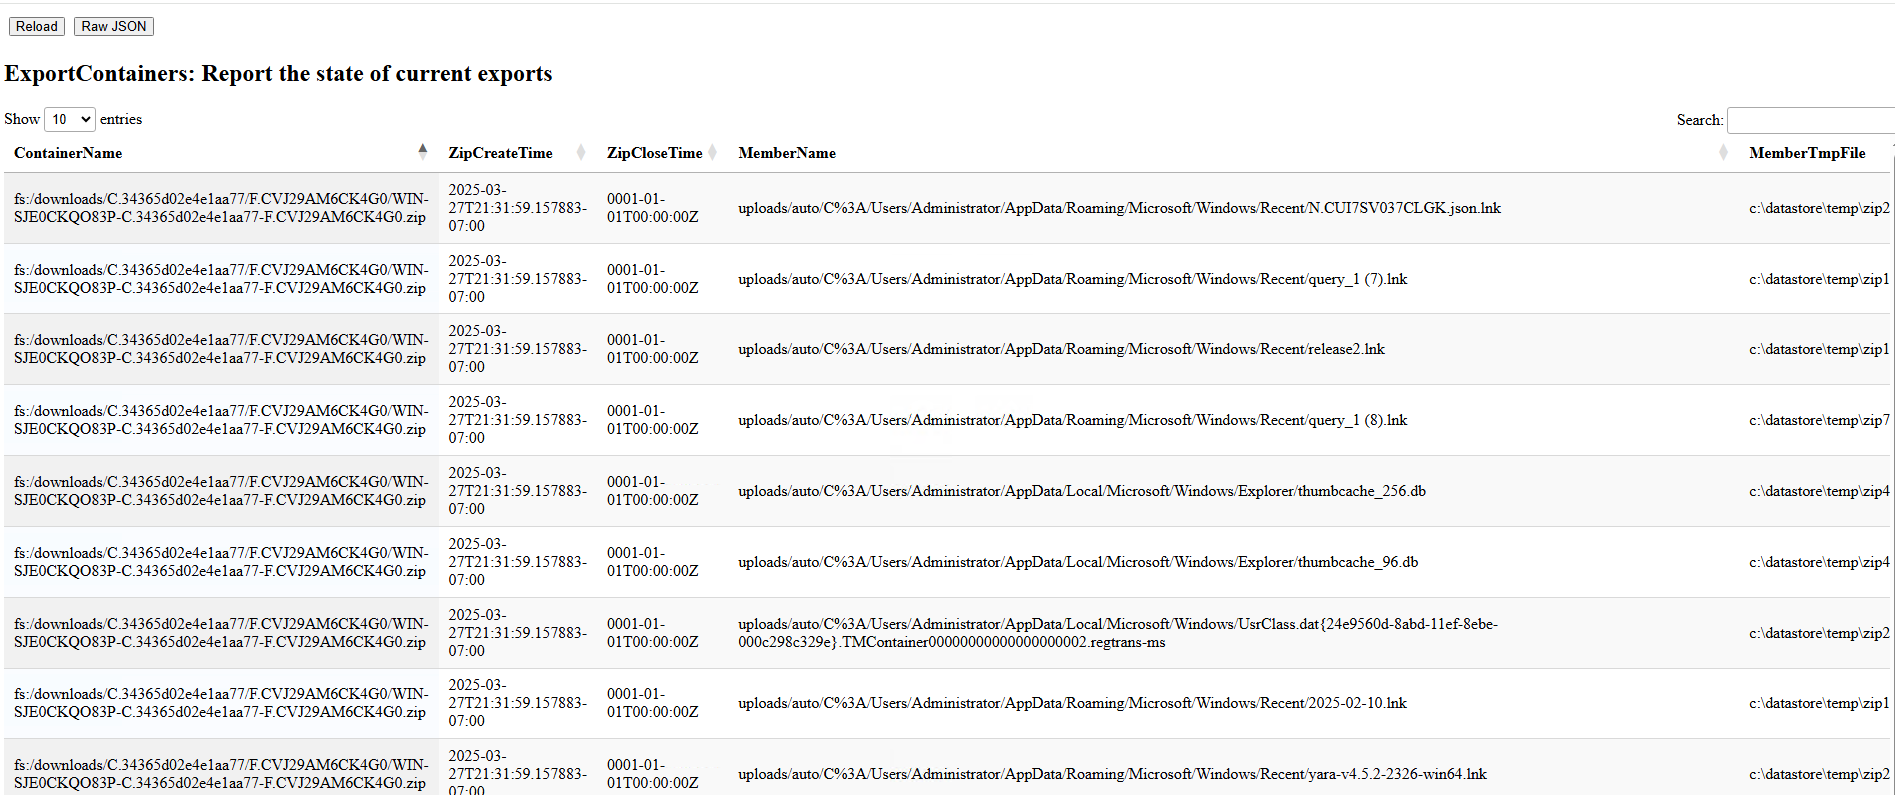 Reload Raw JSON
ExportContainers: Report the state of current exports
Show 10 entries Search:
ContainerName ZipCreateTime ZipCloseTime MemberName MemberTmpFile
fs:/downloads/C.34365d02e4e1aa77/F.CVJ29AM6CK4G0/WIN-
SJE0CKQO83P-C.34365d02e4e1aa77-F.CVJ29AM6CK4G0.zip
2025-03-
27T21:31:59.157883-
07:00
0001-01-
01T00:00:00Z
uploads/auto/C%3A/Users/Administrator/AppData/Roaming/Microsoft/Windows/Recent/N.CUI7SV037CLGK.json.lnk
c:\datastore\temp\zip2
fs:/downloads/C.34365d02e4e1aa77/F.CVJ29AM6CK4G0/WIN-
SJE0CKQO83P-C.34365d02e4e1aa77-F.CVJ29AM6CK4G0.zip
2025-03-
27T21:31:59.157883-
07:00
0001-01-
01T00:00:00Z
uploads/auto/C%3A/Users/Administrator/AppData/Roaming/Microsoft/Windows/Recent/query_1 (7).lnk
c:\datastore\temp\zip1
fs:/downloads/C.34365d02e4e1aa77/F.CVJ29AM6CK4G0/WIN-
SJE0CKQO83P-C.34365d02e4e1aa77-F.CVJ29AM6CK4G0.zip
2025-03-
27T21:31:59.157883-
07:00
0001-01-
01T00:00:00Z
uploads/auto/C%3A/Users/Administrator/AppData/Roaming/Microsoft/Windows/Recent/release2.lnk
c:\datastore\temp\zip1
fs:/downloads/C.34365d02e4e1aa77/F.CVJ29AM6CK4G0/WIN-
SJE0CKQO83P-C.34365d02e4e1aa77-F.CVJ29AM6CK4G0.zip
2025-03-
27T21:31:59.157883-
07:00
0001-01-
01T00:00:00Z
uploads/auto/C%3A/Users/Administrator/AppData/Roaming/Microsoft/Windows/Recent/query_1 (8).lnk
c:\datastore\temp\zip7
fs:/downloads/C.34365d02e4e1aa77/F.CVJ29AM6CK4G0/WIN-
SJE0CKQO83P-C.34365d02e4e1aa77-F.CVJ29AM6CK4G0.zip
2025-03-
27T21:31:59.157883-
07:00
0001-01-
01T00:00:00Z
uploads/auto/C%3A/Users/Administrator/AppData/Local/Microsoft/Windows/Explorer/thumbcache_256.db
c:\datastore\temp\zip4
fs:/downloads/C.34365d02e4e1aa77/F.CVJ29AM6CK4G0/WIN-
SJE0CKQO83P-C.34365d02e4e1aa77-F.CVJ29AM6CK4G0.zip
2025-03-
27T21:31:59.157883-
07:00
0001-01-
01T00:00:00Z
uploads/auto/C%3A/Users/Administrator/AppData/Local/Microsoft/Windows/Explorer/thumbcache_96.db
c:\datastore\temp\zip4
fs:/downloads/C.34365d02e4e1aa77/F.CVJ29AM6CK4G0/WIN-
SJE0CKQO83P-C.34365d02e4e1aa77-F.CVJ29AM6CK4G0.zip
2025-03-
27T21:31:59.157883-
07:00
0001-01-
01T00:00:00Z
uploads/auto/C%3A/Users/Administrator/AppData/Local/Microsoft/Windows/UsrClass.dat{24e9560d-8abd-11ef-8ebe-
000c298c329e}.TMContainer00000000000000000002.regtrans-ms
c:\datastore\temp\zip2
fs:/downloads/C.34365d02e4e1aa77/F.CVJ29AM6CK4G0/WIN-
SJE0CKQO83P-C.34365d02e4e1aa77-F.CVJ29AM6CK4G0.zip
2025-03-
27T21:31:59.157883-
07:00
0001-01-
01T00:00:00Z
uploads/auto/C%3A/Users/Administrator/AppData/Roaming/Microsoft/Windows/Recent/2025-02-10.lnk
c:\datastore\temp\zip1
fs:/downloads/C.34365d02e4e1aa77/F.CVJ29AM6CK4G0/WIN-
SJE0CKQO83P-C.34365d02e4e1aa77-F.CVJ29AM6CK4G0.zip
2025-03-
27T21:31:59.157883-
07:00
0001-01-
01T00:00:00Z
uploads/auto/C%3A/Users/Administrator/AppData/Roaming/Microsoft/Windows/Recent/yara-v4.5.2-2326-win64.lnk
c:\datastore\temp\zip2